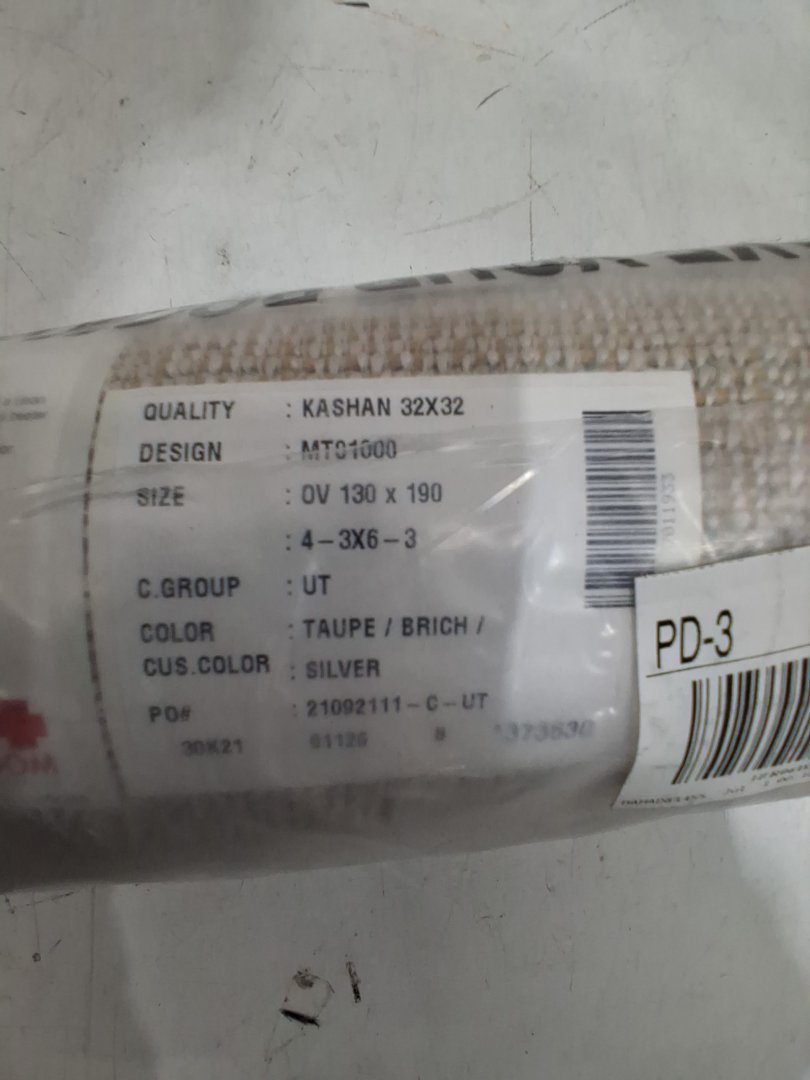 QUALITY : KASHAN 32X32
DESIGN : MT01000
SIZE : OV 130 x 190
: 4-3X6-3
C.GROUP : UT
COLOR : TAUPE / BRICH /
CUS.COLOR : SILVER
PO# : 21092111-C-UT
30K21 61126 8
PD-3